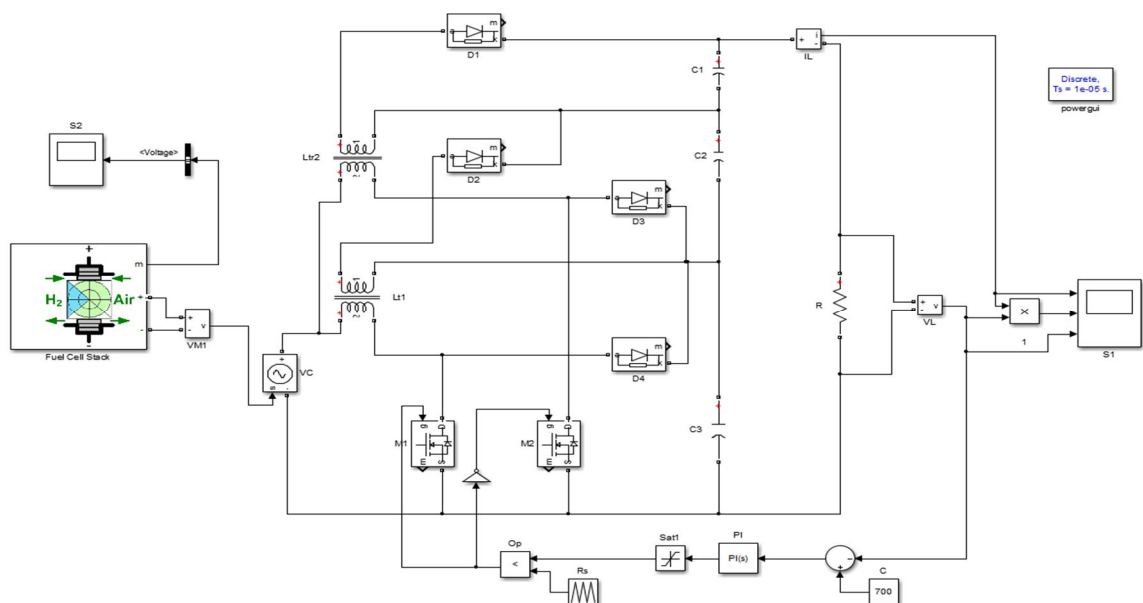 D1
IL
C1
Discrete,
Ts = 1e-05 s.
powergui
S2
<Voltage>
Ltr2
D2
C2
D3
m
H2
Air
Fuel Cell Stack
VM1
Lt1
VC
R
VL
X
1
S1
D4
M1
M2
C3
Op
<
Rs
Sat1
PI
PI(s)
C
700